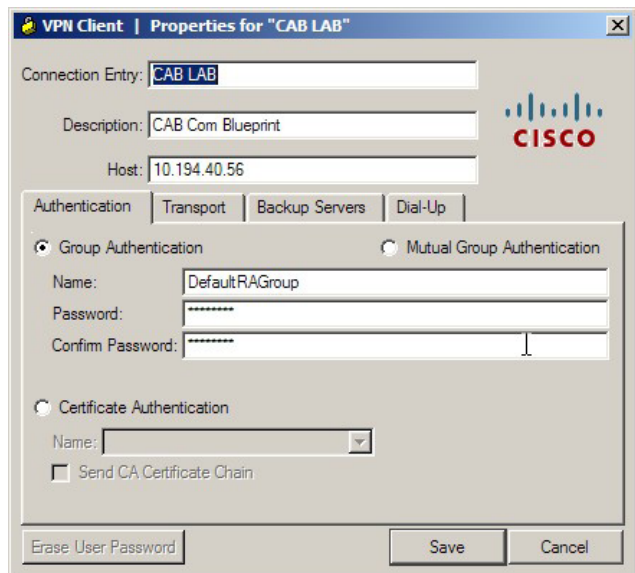 VPN Client | Properties for "CAB LAB"
Connection Entry: CAB LAB
Description: CAB Com Blueprint
CISCO
Host: 10.194.40.56
Authentication Transport Backup Servers Dial-Up
Group Authentication Mutual Group Authentication
Name: DefaultRAGroup
Password: ********
Confirm Password: ********
Certificate Authentication
Name:
Send CA Certificate Chain
Erase User Password Save Cancel